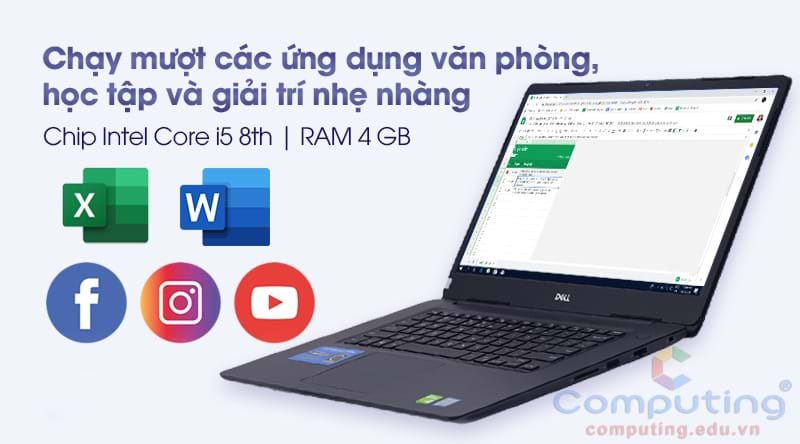 Chạy mượt các ứng dụng văn phòng,
học tập và giải trí nhẹ nhàng
Chip Intel Core i5 8th | RAM 4 GB
X
W
f
DELL
C
Computing®
computing.edu.vn